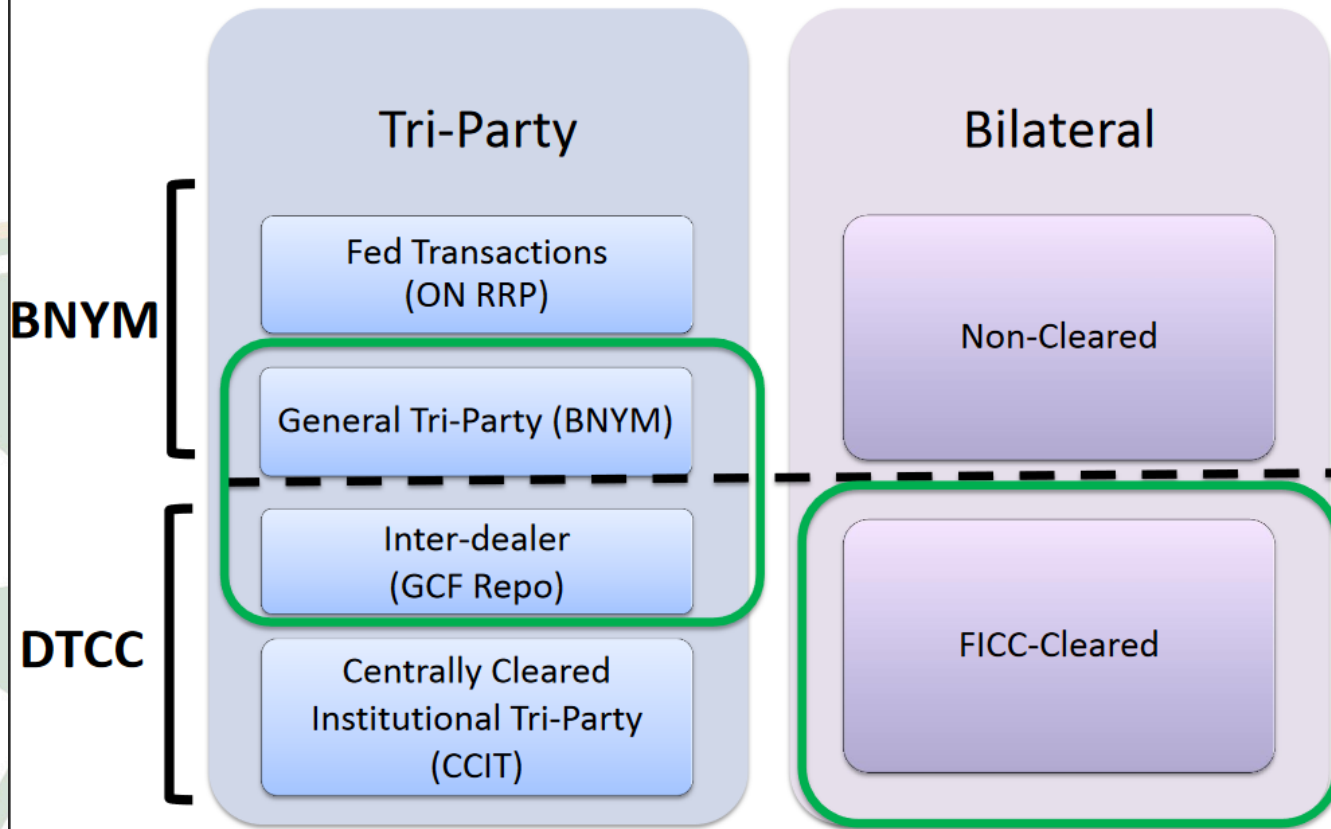 Tri-Party
Bilateral
BNYM
Fed Transactions
(ON RRP)
General Tri-Party (BNYM)
Non-Cleared
DTCC
Inter-dealer
(GCF Repo)
Centrally Cleared
Institutional Tri-Party
(CCIT)
FICC-Cleared